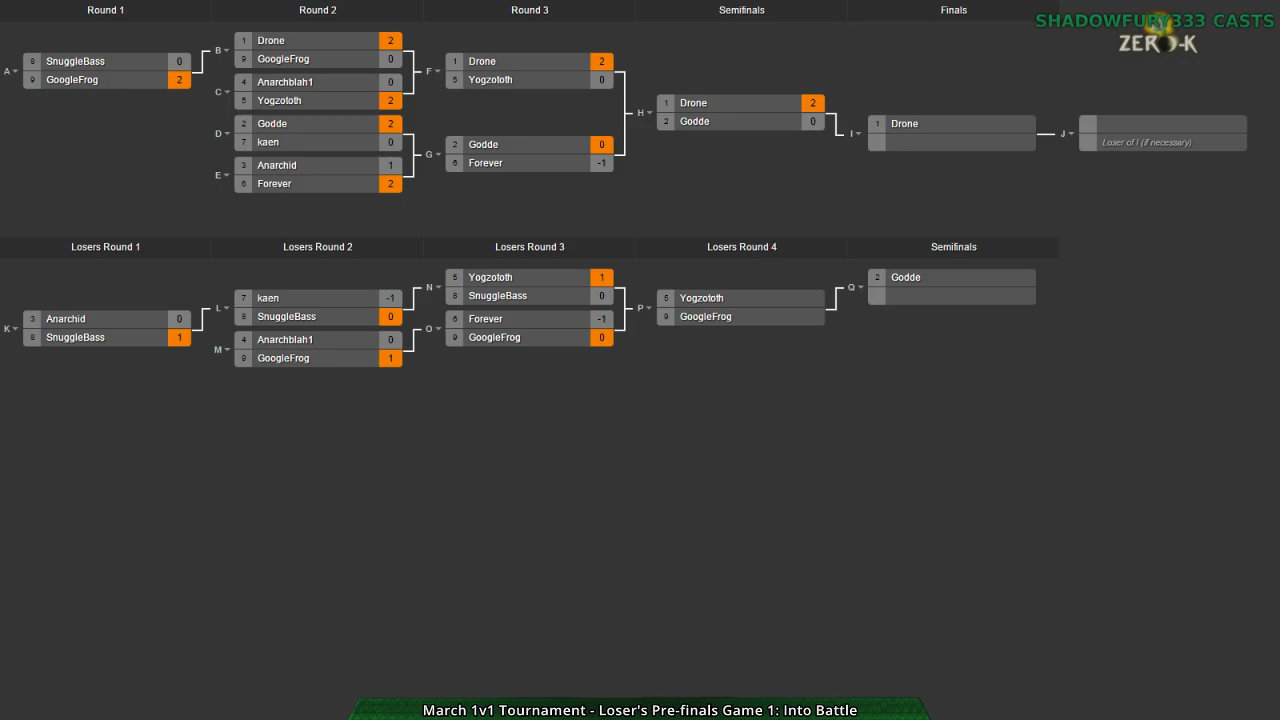 Round 1
Round 2
Round 3
Semifinals
Finals
SHADOWFURY333 CASTS
ZERO-K
A
8 SnuggleBass 0
9 GoogleFrog 2
B
1 Drone 2
9 GoogleFrog 0
C
4 Anarchblah1 0
5 Yogzototh 2
D
2 Godde 2
7 kaen 0
E
3 Anarchid 1
6 Forever 2
F
1 Drone 2
5 Yogzototh 0
G
2 Godde 0
6 Forever -1
H
1 Drone 2
2 Godde 0
I
1 Drone
J
Loser of I (if necessary)
Losers Round 1
Losers Round 2
Losers Round 3
Losers Round 4
Semifinals
K
3 Anarchid 0
8 SnuggleBass 1
L
7 kaen -1
8 SnuggleBass 0
M
4 Anarchblah1 0
9 GoogleFrog 1
N
5 Yogzototh 1
8 SnuggleBass 0
O
6 Forever -1
9 GoogleFrog 0
P
5 Yogzototh
9 GoogleFrog
Q
2 Godde
March 1v1 Tournament - Loser's Pre-finals Game 1: Into Battle